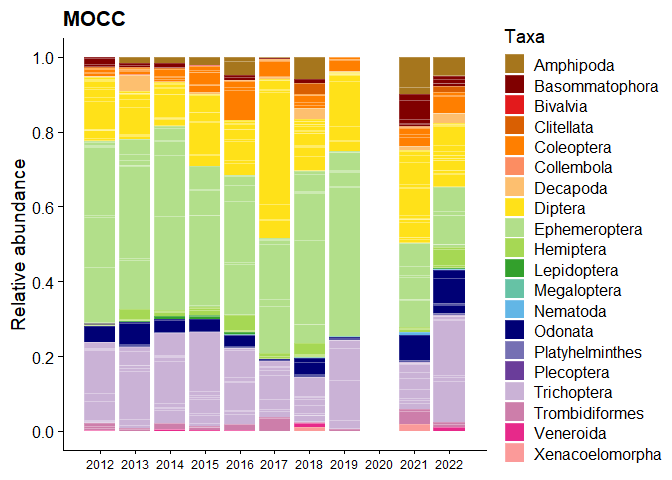 MOCC
Relative abundance
1.0
0.8
0.6
0.4
0.2
0.0
2012 2013 2014 2015 2016 2017 2018 2019 2020 2021 2022
Taxa
Amphipoda
Basommatophora
Bivalvia
Clitellata
Coleoptera
Collembola
Decapoda
Diptera
Ephemeroptera
Hemiptera
Lepidoptera
Megaloptera
Nematoda
Odonata
Platyhelminthes
Plecoptera
Trichoptera
Trombidiformes
Veneroida
Xenacoelomorpha